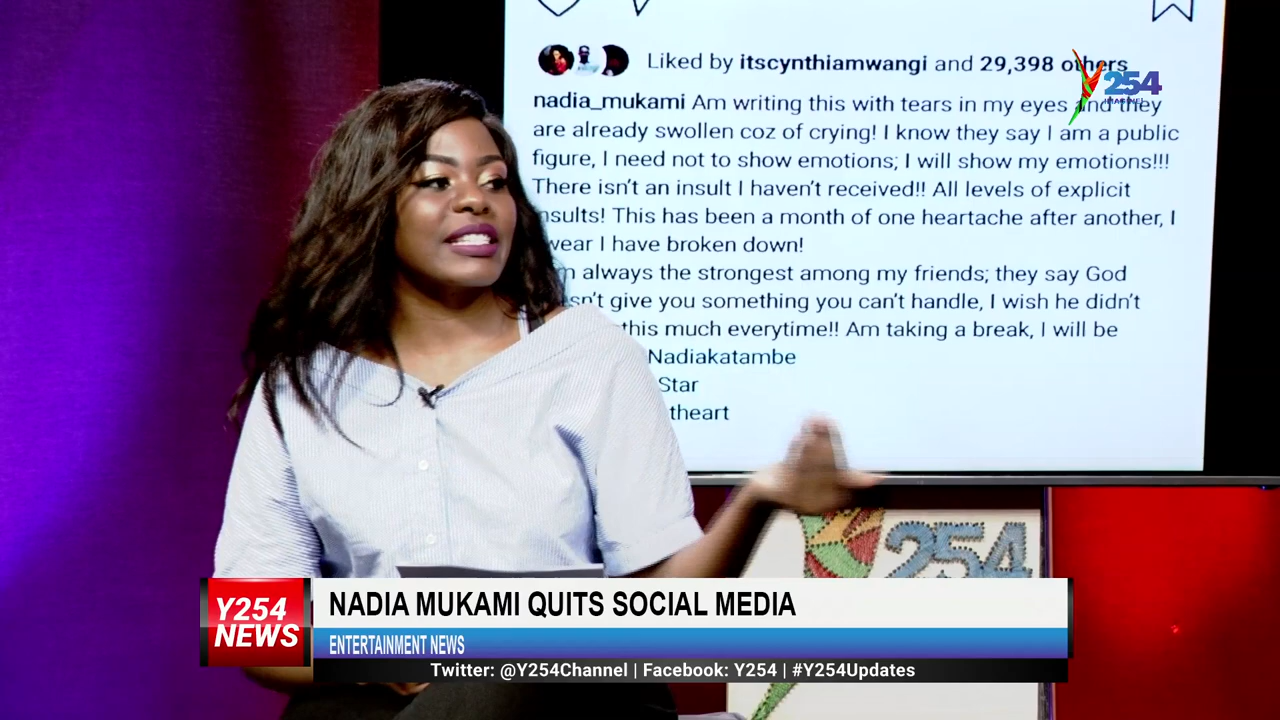 Liked by itscynthiamwangi and 29,398 others
Y254
IMAGINE!
nadia_mukami Am writing this with tears in my eyes and they
are already swollen coz of crying! I know they say I am a public
figure, I need not to show emotions; I will show my emotions!!!
There isn't an insult I haven't received!! All levels of explicit
nsults! This has been a month of one heartache after another, I
wear I have broken down!
m always the strongest among my friends; they say God
sn't give you something you can't handle, I wish he didn't
this much everytime!! Am taking a break, I will be
Nadiakatambe
Star
theart
254
Y254
NEWS
NADIA MUKAMI QUITS SOCIAL MEDIA
ENTERTAINMENT NEWS
Twitter: @Y254Channel | Facebook: Y254 | #Y254Updates